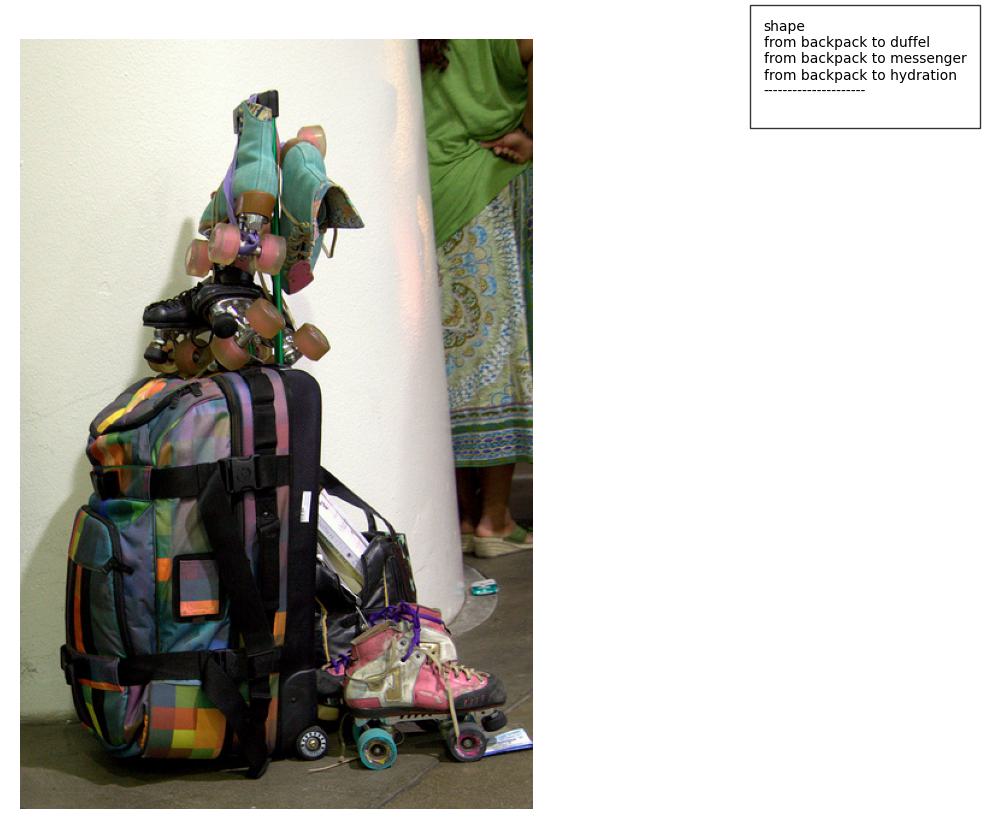 shape
from backpack to duffel
from backpack to messenger
from backpack to hydration
----------------------